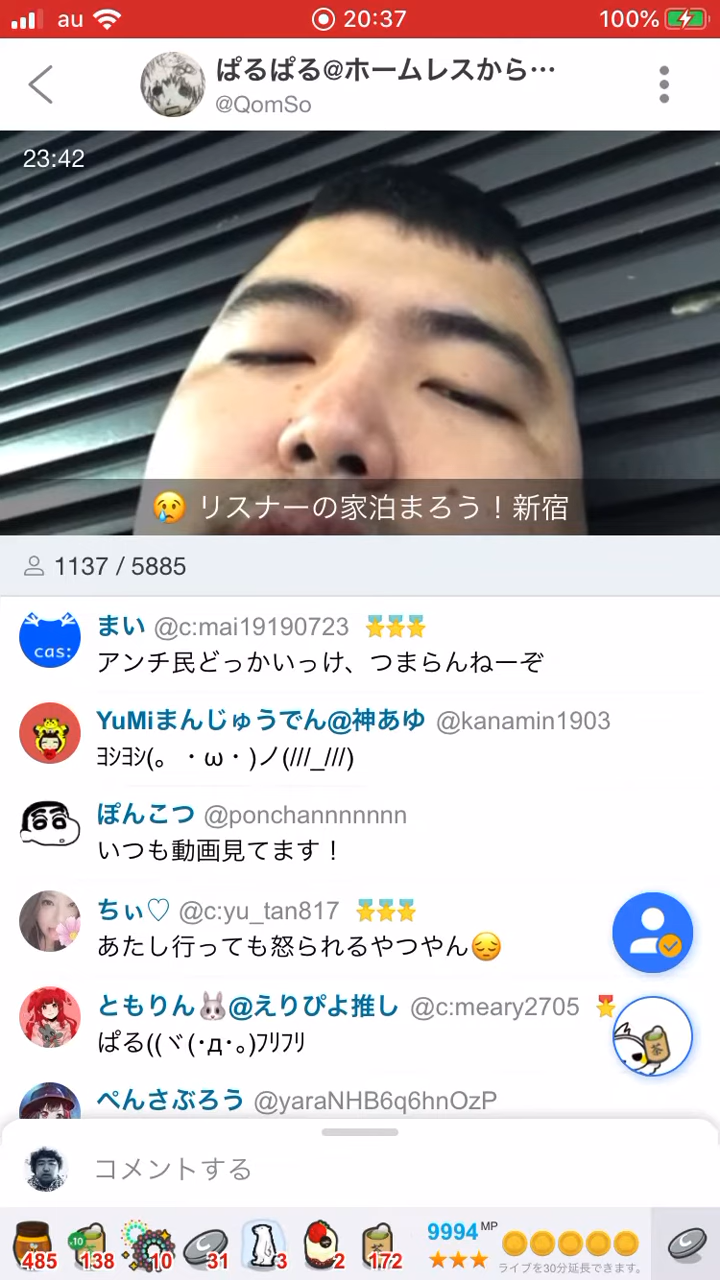 au 20:37 100%
ぱるぱる@ホームレスから…
@QomSo
23:42
リスナーの家泊まろう！新宿
1137 / 5885
まい @c:mai19190723
cas:
アンチ民どっかいっけ、つまらんねーぞ
YuMiまんじゅうでん@神あゆ @kanamin1903
ﾖｼﾖｼ(。・ω・)ノ(///_///)
ぽんこつ @ponchannnnnnn
いつも動画見てます！
ちぃ♡ @c:yu_tan817
あたし行っても怒られるやつやん😔
ともりん🐰@えりぴよ推し @c:meary2705
ぱる((ヾ(･д･｡)ﾌﾘﾌﾘ
茶
ぺんさぶろう @yaraNHB6q6hnOzP
コメントする
485 ×10 138 10 31 3 2 茶 172 9994 MP
ライブを30分延長できます。